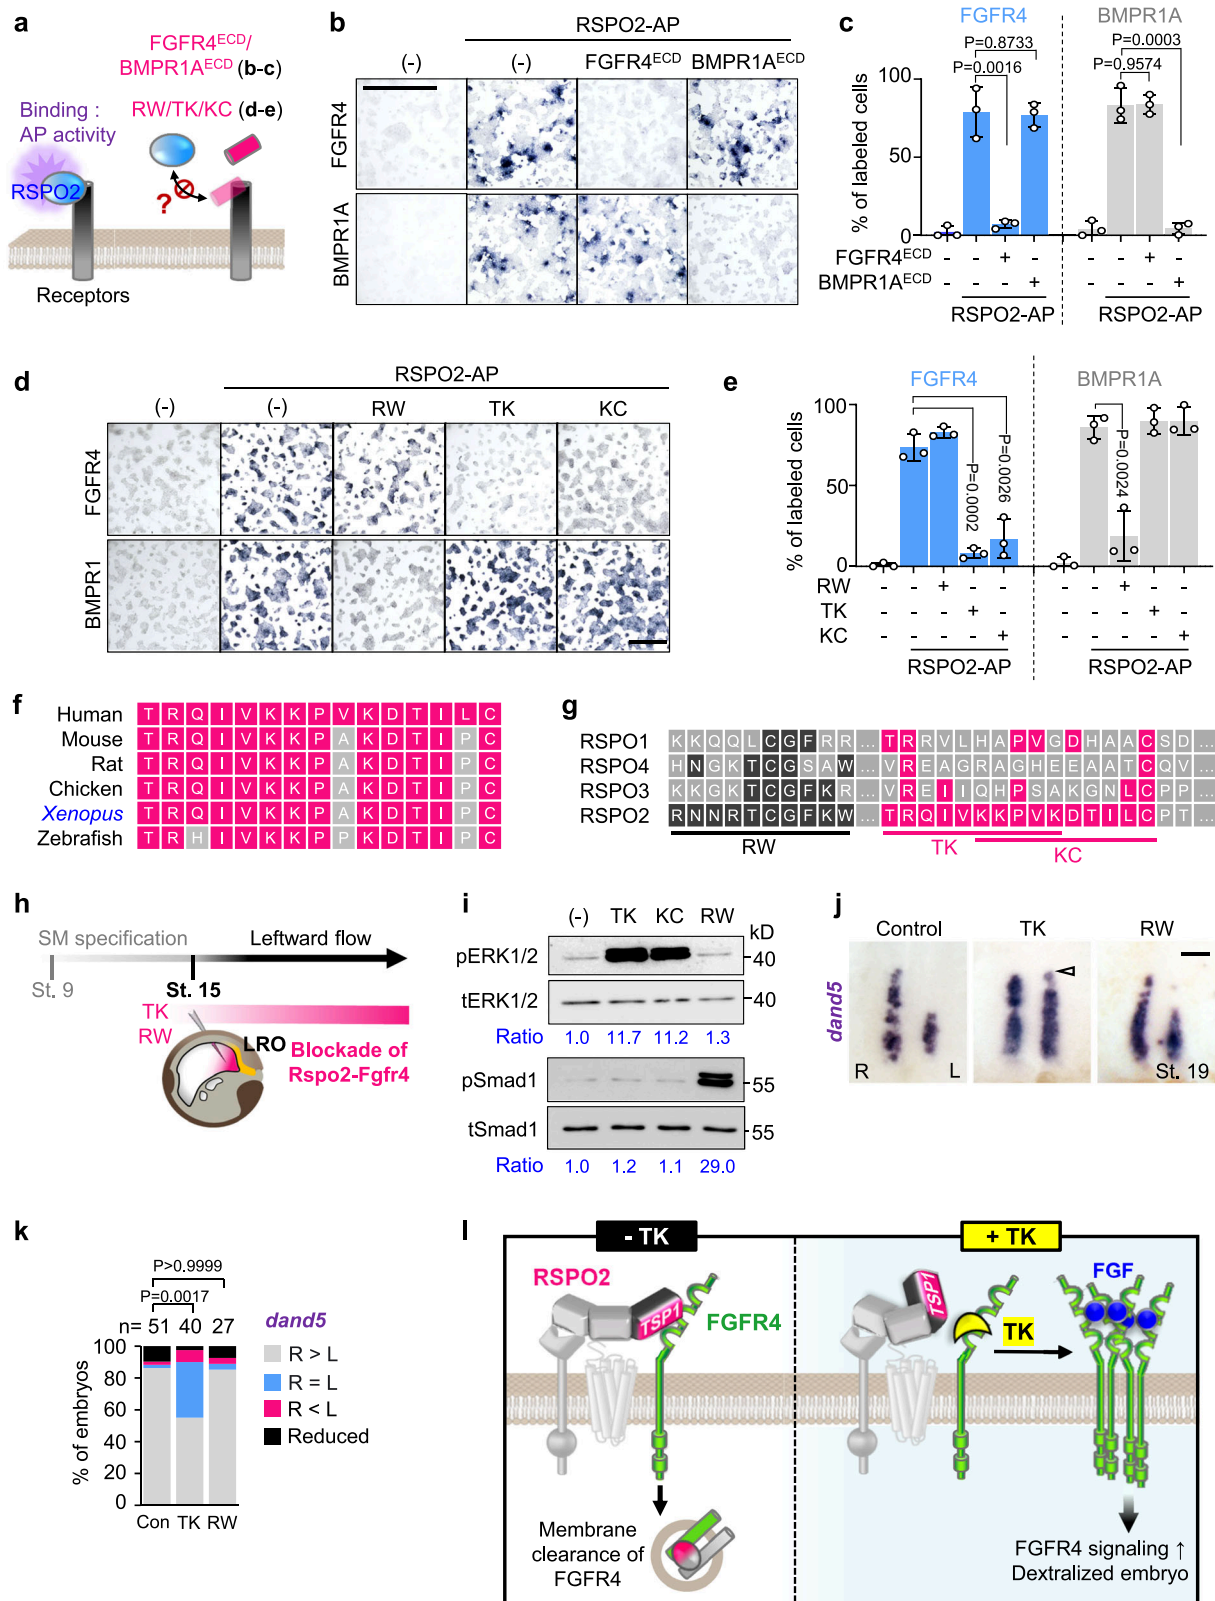 a
FGFR4ECD/
BMPR1AECD (b-c)
Binding :
AP activity
RW/TK/KC (d-e)
RSPO2
?
Receptors
b
RSPO2-AP
(-) (-) FGFR4ECD BMPR1AECD
FGFR4
BMPR1A
c
FGFR4 BMPR1A
P=0.8733 P=0.0003
P=0.0016 P=0.9574
% of labeled cells
100
50
0
FGFR4ECD - - + - - - + -
BMPR1AECD - - - + - - - +
RSPO2-AP RSPO2-AP
d
RSPO2-AP
(-) (-) RW TK KC
FGFR4
BMPR1
e
FGFR4 BMPR1A
% of labeled cells
100
50
0
P=0.0002
P=0.0026
P=0.0024
RW - - + - - - - + - -
TK - - - + - - - - + -
KC - - - - + - - - - +
RSPO2-AP RSPO2-AP
f
Human T R Q I V K K P V K D T I L C
Mouse T R Q I V K K P A K D T I P C
Rat T R Q I V K K P A K D T I P C
Chicken T R Q I V K K P A K D T I P C
Xenopus T R Q I V K K P A K D T I P C
Zebrafish T R H I V K K P P K D T I P C
g
RSPO1 K K Q Q L C G F R R ... T R R V L H A P V G D H A A C S D ...
RSPO4 H N G K T C G S A W ... V R E A G R A G H E E A A T C Q V ...
RSPO3 K K G K T C G F K R ... V R E I I Q H P S A K G N L C P P ...
RSPO2 R N N R T C G F K W ... T R Q I V K K P V K D T I L C P T ...
RW TK KC
h
SM specification Leftward flow
St. 9 St. 15
TK
RW
LRO
Blockade of
Rspo2-Fgfr4
i
(-) TK KC RW
kD
pERK1/2 40
tERK1/2 40
Ratio 1.0 11.7 11.2 1.3
pSmad1 55
tSmad1 55
Ratio 1.0 1.2 1.1 29.0
j
Control TK RW
dand5
R L St. 19
k
P>0.9999
P=0.0017
n= 51 40 27
dand5
% of embryos
100
80
60
40
20
0
Con TK RW
R > L
R = L
R < L
Reduced
l
- TK
RSPO2
TSP1
FGFR4
Membrane
clearance of
FGFR4
+ TK
TSP1
TK
FGF
FGFR4 signaling ↑
Dextralized embryo